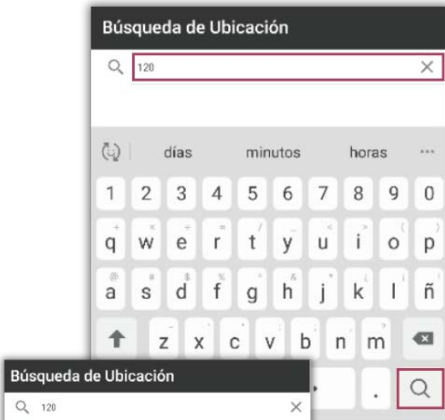 Búsqueda de Ubicación
120
días minutos horas ...
1 2 3 4 5 6 7 8 9 0
q w e r t y u i o p
a s d f g h j k l ñ
z x c v b n m
.
Búsqueda de Ubicación
120